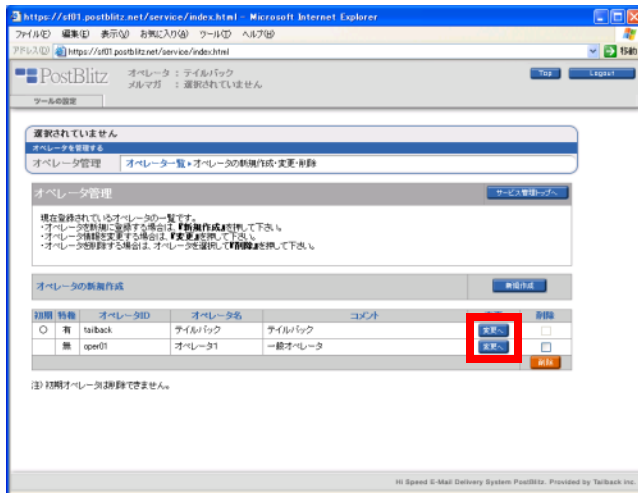 https://sf01.postblitz.net/service/index.html - Microsoft Internet Explorer
ファイル(F) 編集(E) 表示(V) お気に入り(A) ツール(T) ヘルプ(H)
アドレス(D) https://sf01.postblitz.net/service/index.html 移動
PostBlitz オペレータ : テイルバック Top Logout
メルマガ : 選択されていません
ツールの設定
選択されていません
オペレータを管理する
オペレータ管理 オペレータ一覧▸オペレータの新規作成・変更・削除
オペレータ管理 サービス管理トップへ
現在登録されているオペレータの一覧です。
・オペレータを新規に登録する場合は、『新規作成』を押して下さい。
・オペレータ情報を変更する場合は、『変更』を押して下さい。
・オペレータを削除する場合は、オペレータを選択して『削除』を押して下さい。
オペレータの新規作成 新規作成
初期 特権 オペレータID オペレータ名 コメント 変更 削除
○ 有 tailback テイルバック テイルバック 変更へ
無 oper01 オペレータ1 一般オペレータ 変更へ
削除
注) 初期オペレータは削除できません。
Hi Speed E-Mail Delivery System PostBlitz. Provided by Tailback inc.